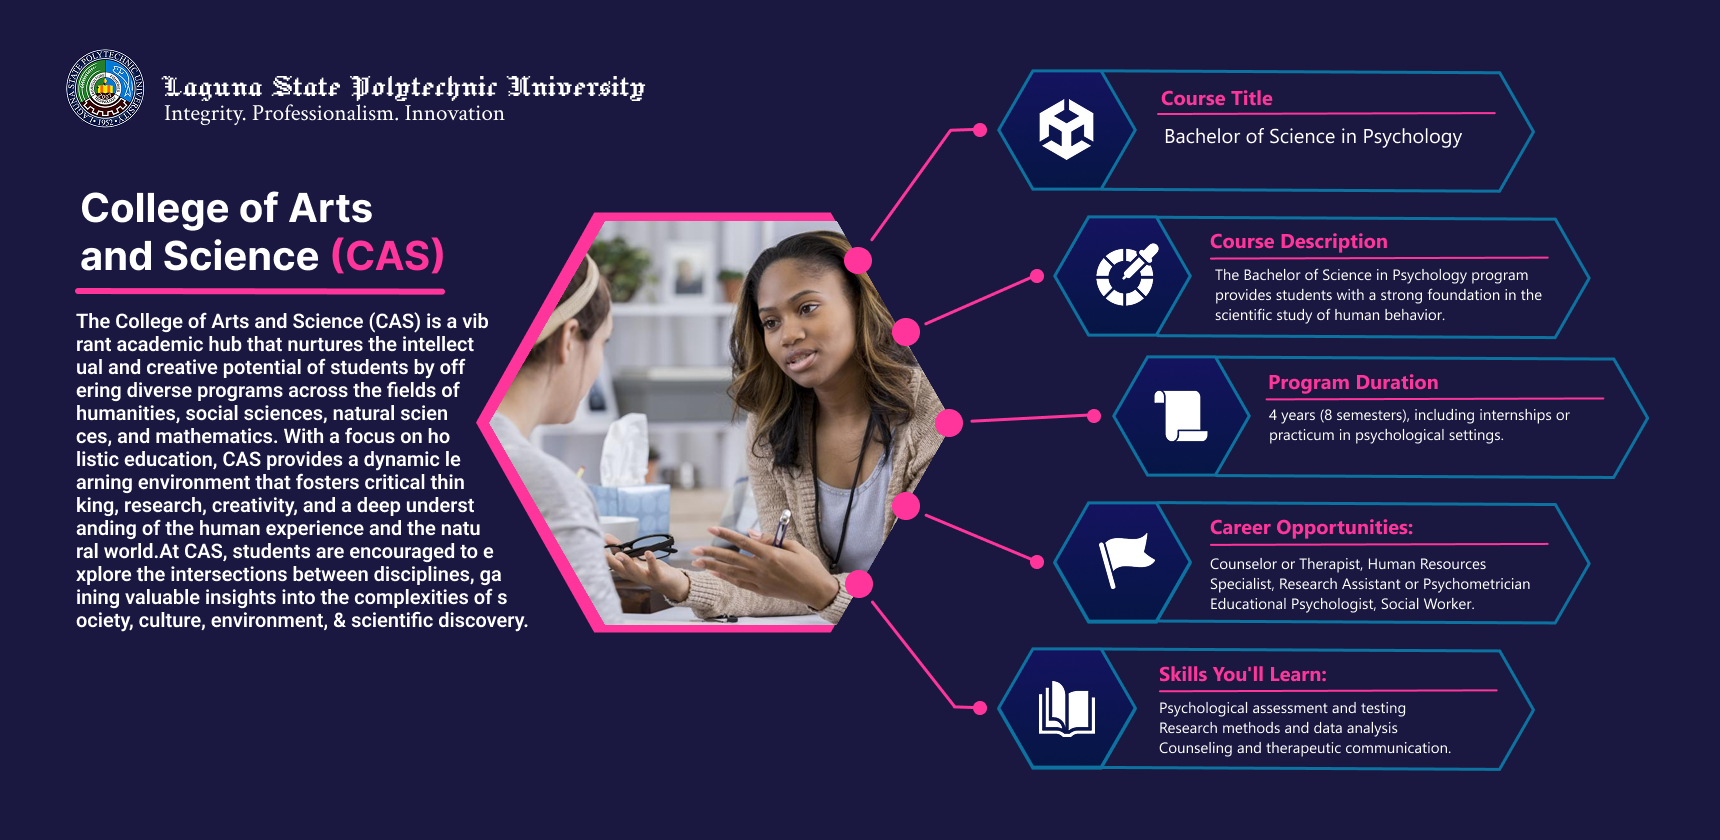 LAGUNA STATE POLYTECHNIC UNIVERSITY
1952
Laguna State Polytechnic University
Integrity. Professionalism. Innovation
College of Arts
and Science (CAS)
The College of Arts and Science (CAS) is a vib
rant academic hub that nurtures the intellect
ual and creative potential of students by off
ering diverse programs across the fields of
humanities, social sciences, natural scien
ces, and mathematics. With a focus on ho
listic education, CAS provides a dynamic le
arning environment that fosters critical thin
king, research, creativity, and a deep underst
anding of the human experience and the natu
ral world.At CAS, students are encouraged to e
xplore the intersections between disciplines, ga
ining valuable insights into the complexities of s
ociety, culture, environment, & scientific discovery.
Course Title
Bachelor of Science in Psychology
Course Description
The Bachelor of Science in Psychology program
provides students with a strong foundation in the
scientific study of human behavior.
Program Duration
4 years (8 semesters), including internships or
practicum in psychological settings.
Career Opportunities:
Counselor or Therapist, Human Resources
Specialist, Research Assistant or Psychometrician
Educational Psychologist, Social Worker.
Skills You'll Learn:
Psychological assessment and testing
Research methods and data analysis
Counseling and therapeutic communication.